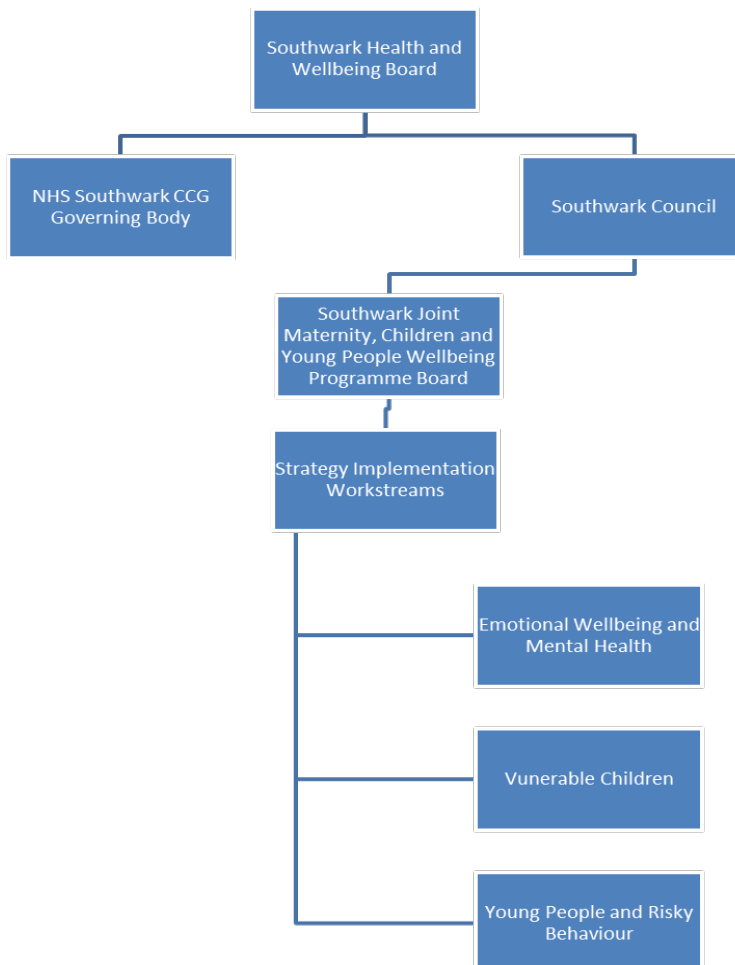 Southwark Health and
Wellbeing Board
NHS Southwark CCG
Governing Body
Southwark Council
Southwark Joint
Maternity, Children and
Young People Wellbeing
Programme Board
Strategy Implementation
Workstreams
Emotional Wellbeing and
Mental Health
Vunerable Children
Young People and Risky
Behaviour